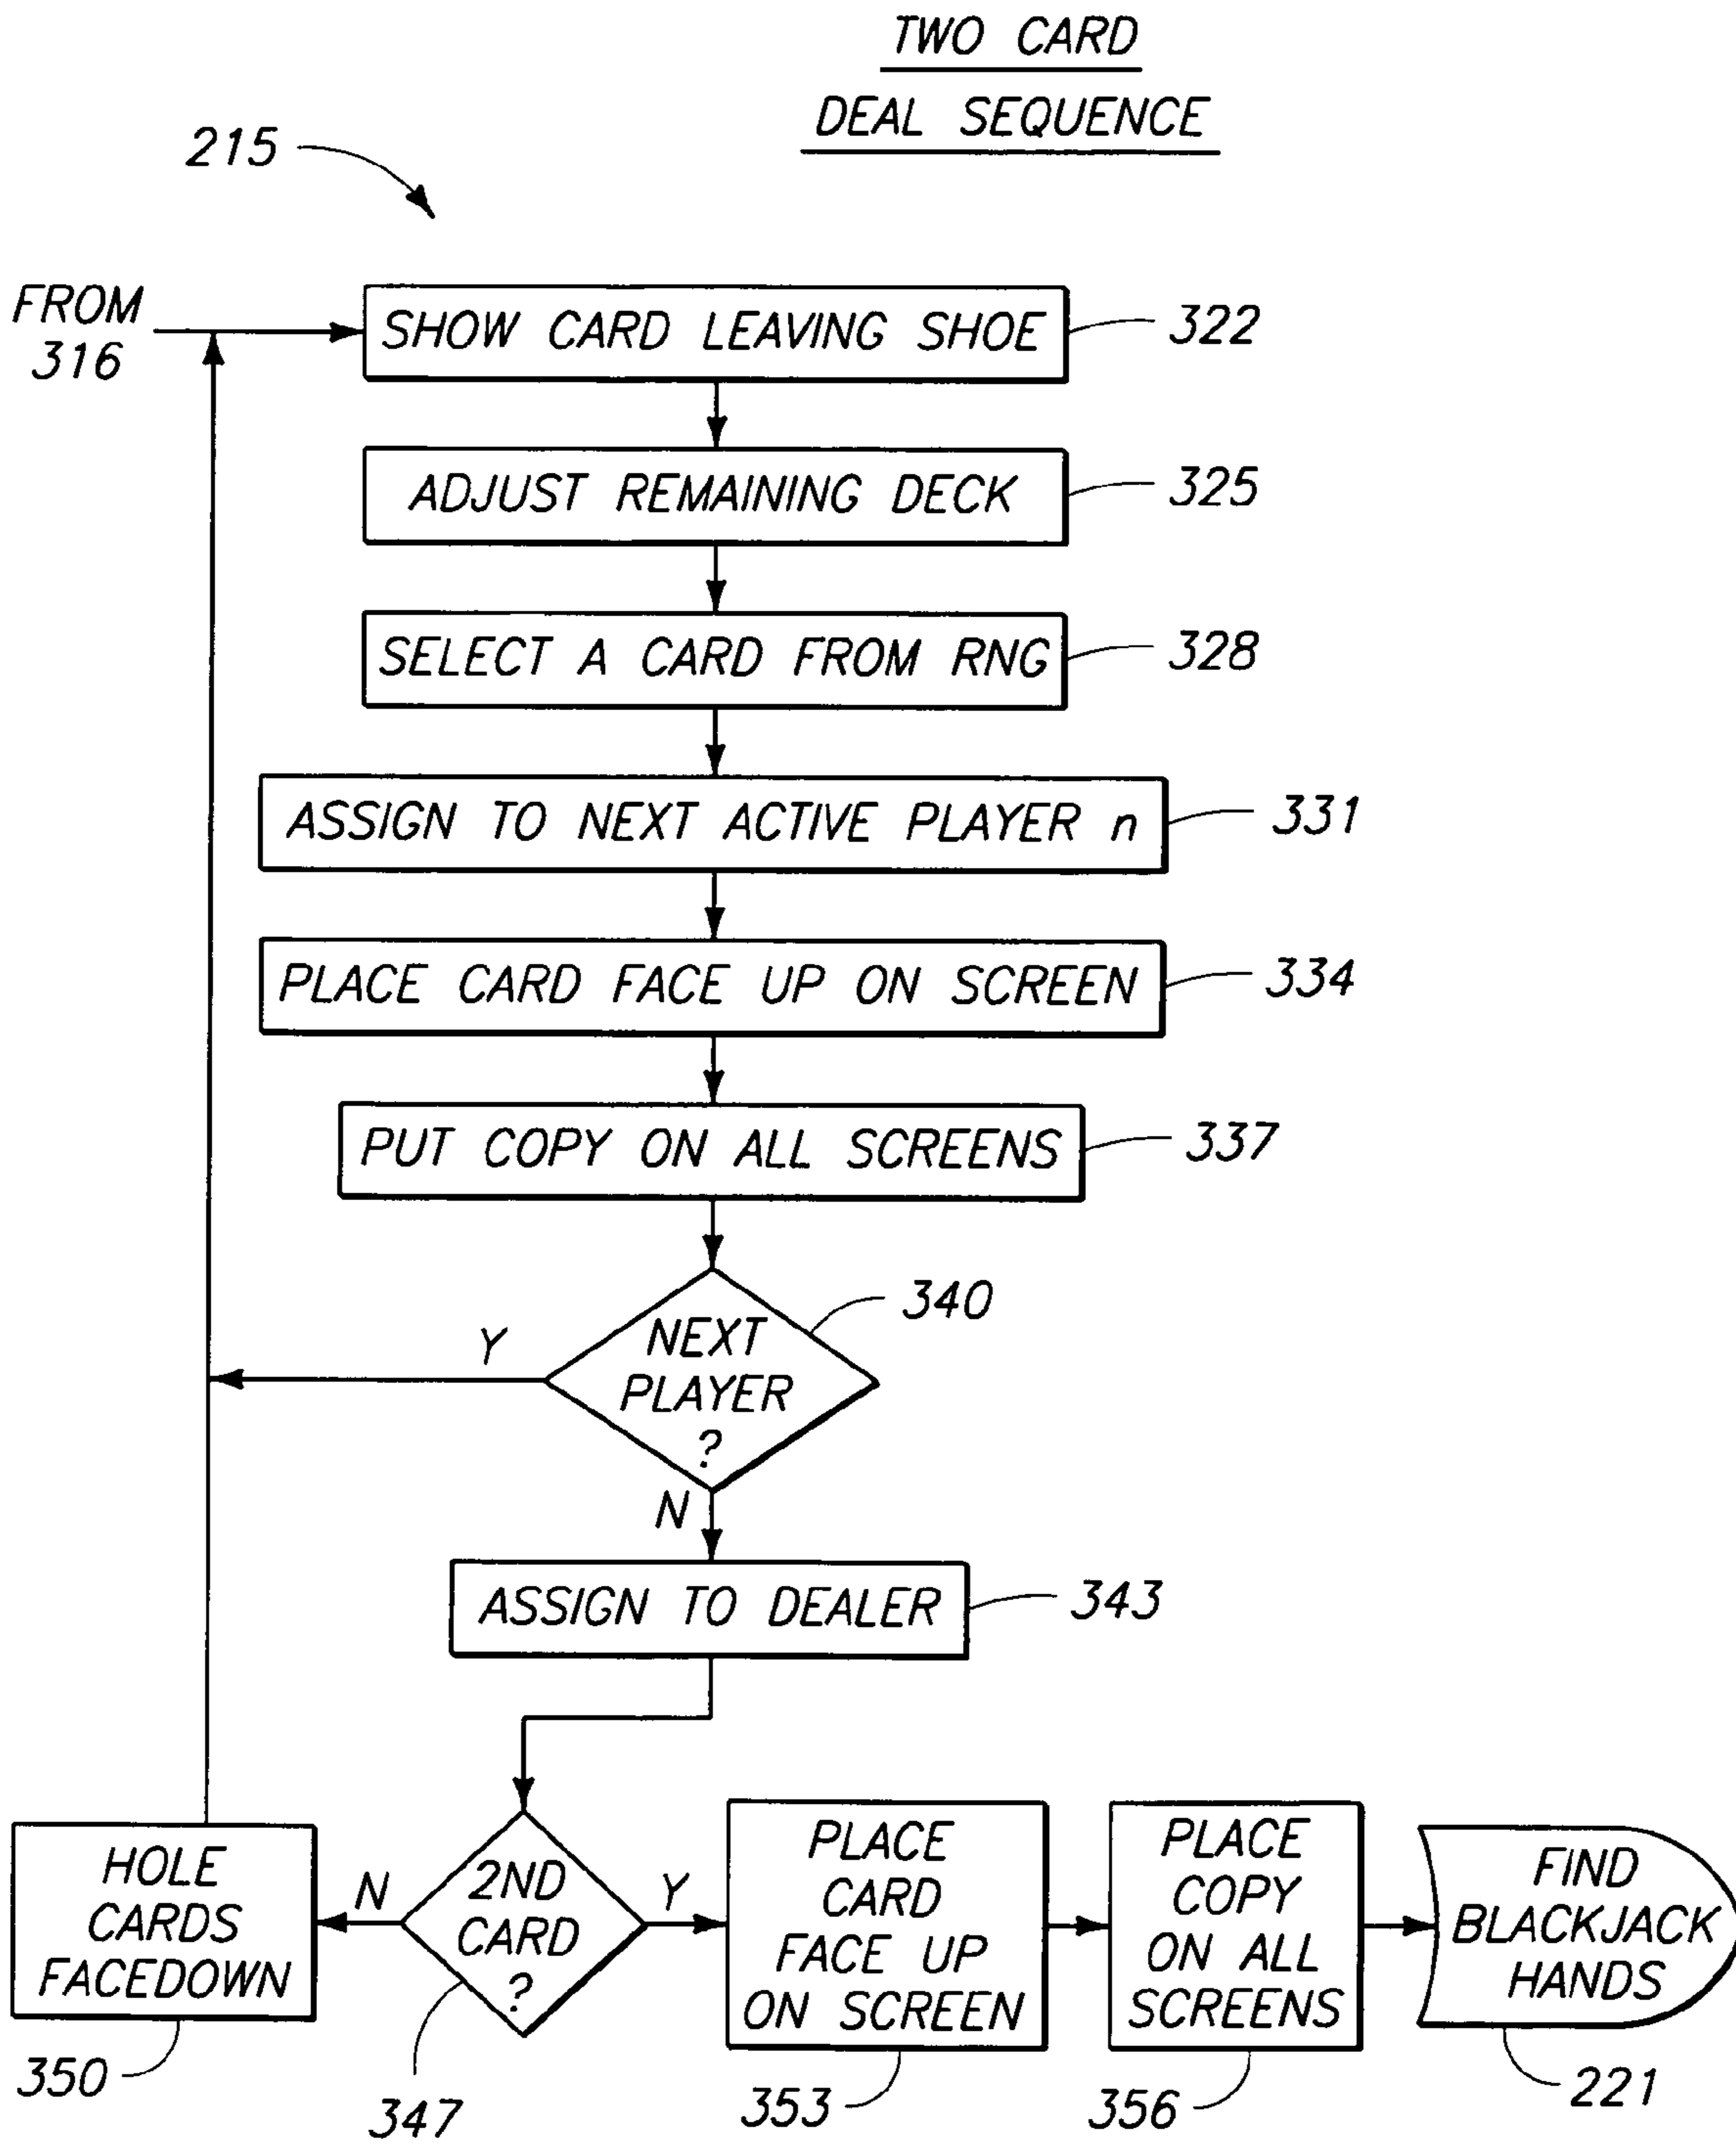 TWO CARD
DEAL SEQUENCE
215
FROM
316
SHOW CARD LEAVING SHOE
322
ADJUST REMAINING DECK
325
SELECT A CARD FROM RNG
328
ASSIGN TO NEXT ACTIVE PLAYER n
331
PLACE CARD FACE UP ON SCREEN
334
PUT COPY ON ALL SCREENS
337
NEXT
PLAYER
?
340
Y
N
ASSIGN TO DEALER
343
HOLE
CARDS
FACEDOWN
350
N
2ND
CARD
?
347
Y
PLACE
CARD
FACE UP
ON SCREEN
353
PLACE
COPY
ON ALL
SCREENS
356
FIND
BLACKJACK
HANDS
221